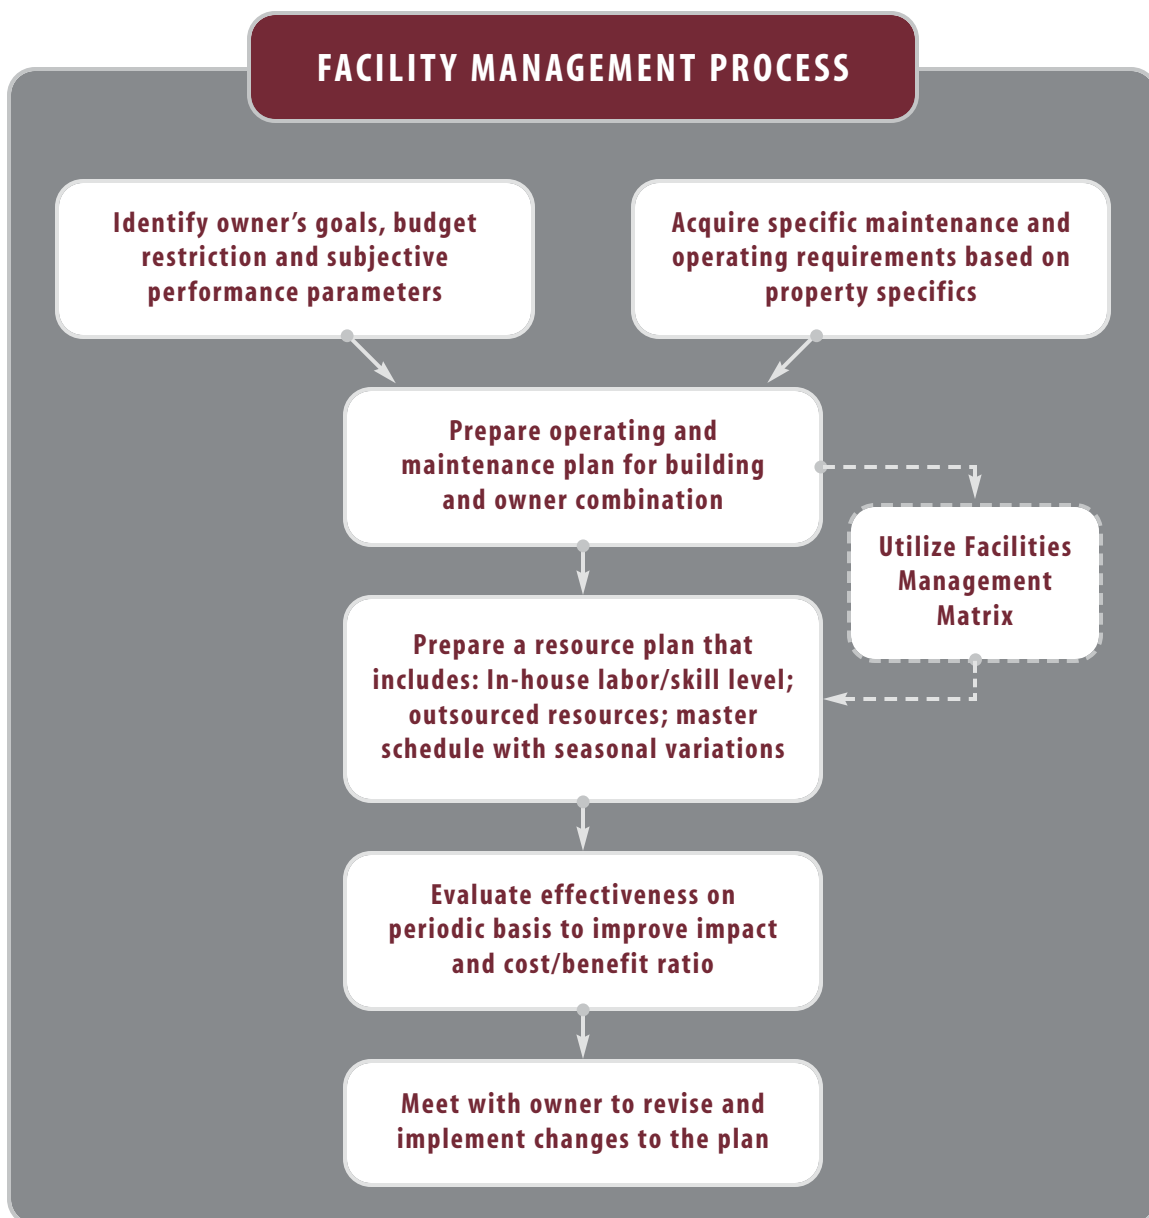 FACILITY MANAGEMENT PROCESS
Identify owner’s goals, budget
restriction and subjective
performance parameters
Acquire specific maintenance and
operating requirements based on
property specifics
Prepare operating and
maintenance plan for building
and owner combination
Utilize Facilities
Management
Matrix
Prepare a resource plan that
includes: In-house labor/skill level;
outsourced resources; master
schedule with seasonal variations
Evaluate effectiveness on
periodic basis to improve impact
and cost/benefit ratio
Meet with owner to revise and
implement changes to the plan